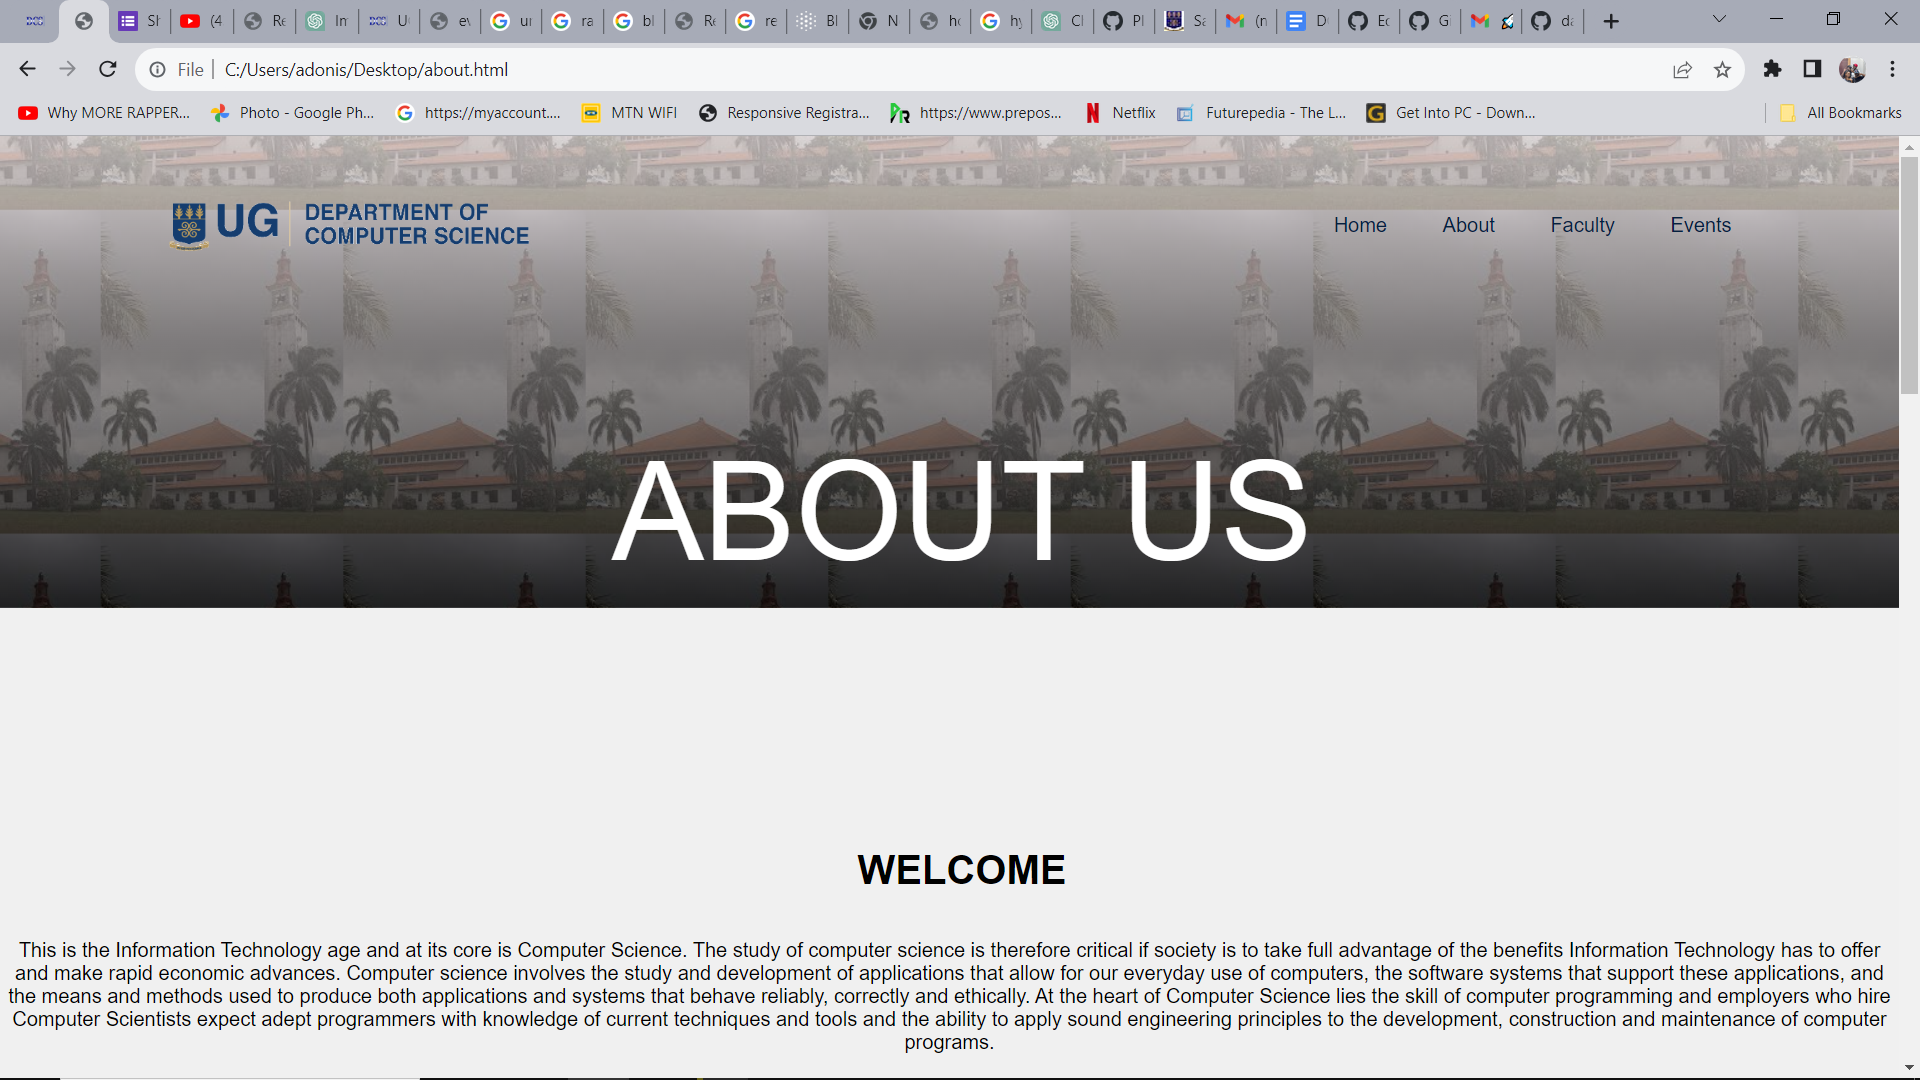 Sh
(4
Re
In
U
ev
ur
ra
bl
Re
re
Bl
N
ho
hy
Cl
Pl
Sa
(n
D
Ec
G
da
File
C:/Users/adonis/Desktop/about.html
Why MORE RAPPER...
Photo - Google Ph...
https://myaccount....
MTN WIFI
Responsive Registra...
https://www.prepos...
Netflix
Futurepedia - The L...
Get Into PC - Down...
All Bookmarks
UG
DEPARTMENT OF
COMPUTER SCIENCE
Home
About
Faculty
Events
ABOUT US
WELCOME
This is the Information Technology age and at its core is Computer Science. The study of computer science is therefore critical if society is to take full advantage of the benefits Information Technology has to offer
and make rapid economic advances. Computer science involves the study and development of applications that allow for our everyday use of computers, the software systems that support these applications, and
the means and methods used to produce both applications and systems that behave reliably, correctly and ethically. At the heart of Computer Science lies the skill of computer programming and employers who hire
Computer Scientists expect adept programmers with knowledge of current techniques and tools and the ability to apply sound engineering principles to the development, construction and maintenance of computer
programs.